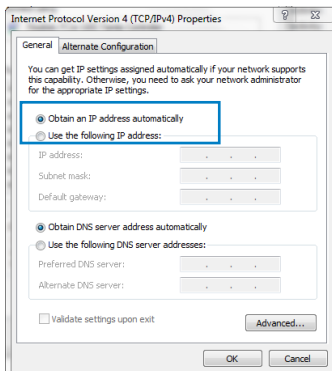 Internet Protocol Version 4 (TCP/IPv4) Properties
General Alternate Configuration
You can get IP settings assigned automatically if your network supports
this capability. Otherwise, you need to ask your network administrator
for the appropriate IP settings.
Obtain an IP address automatically
Use the following IP address:
IP address:
Subnet mask:
Default gateway:
Obtain DNS server address automatically
Use the following DNS server addresses:
Preferred DNS server:
Alternate DNS server:
Validate settings upon exit
Advanced...
OK Cancel